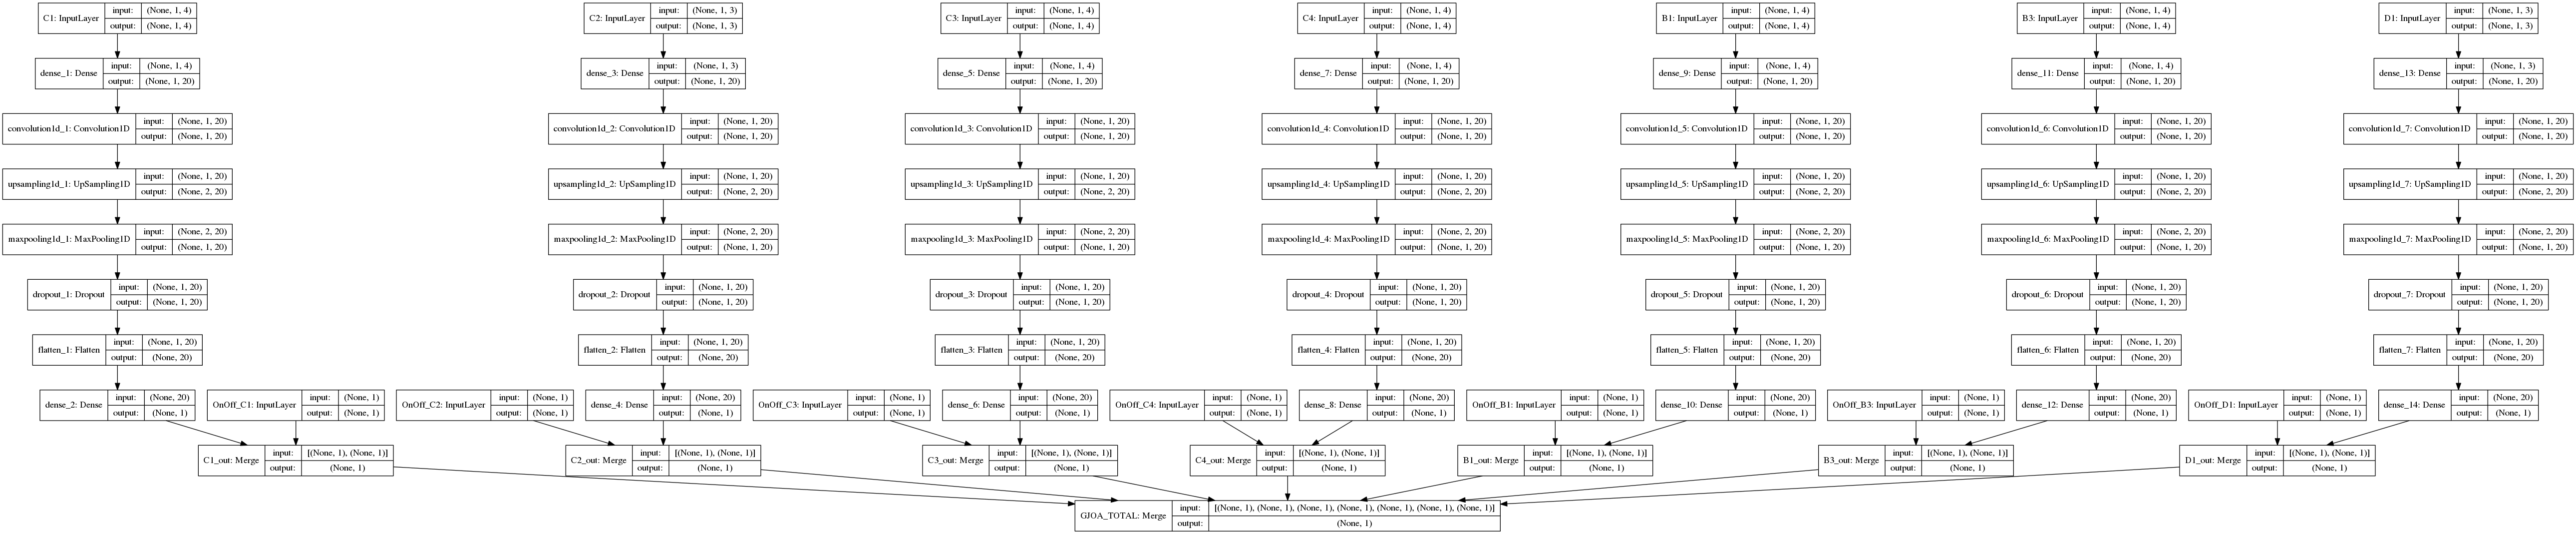 C1: InputLayer
input: (None, 1, 4)
output: (None, 1, 4)
C2: InputLayer
input: (None, 1, 3)
output: (None, 1, 3)
C3: InputLayer
input: (None, 1, 4)
output: (None, 1, 4)
C4: InputLayer
input: (None, 1, 4)
output: (None, 1, 4)
B1: InputLayer
input: (None, 1, 4)
output: (None, 1, 4)
B3: InputLayer
input: (None, 1, 4)
output: (None, 1, 4)
D1: InputLayer
input: (None, 1, 3)
output: (None, 1, 3)
dense_1: Dense
input: (None, 1, 4)
output: (None, 1, 20)
dense_3: Dense
input: (None, 1, 3)
output: (None, 1, 20)
dense_5: Dense
input: (None, 1, 4)
output: (None, 1, 20)
dense_7: Dense
input: (None, 1, 4)
output: (None, 1, 20)
dense_9: Dense
input: (None, 1, 4)
output: (None, 1, 20)
dense_11: Dense
input: (None, 1, 4)
output: (None, 1, 20)
dense_13: Dense
input: (None, 1, 3)
output: (None, 1, 20)
convolution1d_1: Convolution1D
input: (None, 1, 20)
output: (None, 1, 20)
convolution1d_2: Convolution1D
input: (None, 1, 20)
output: (None, 1, 20)
convolution1d_3: Convolution1D
input: (None, 1, 20)
output: (None, 1, 20)
convolution1d_4: Convolution1D
input: (None, 1, 20)
output: (None, 1, 20)
convolution1d_5: Convolution1D
input: (None, 1, 20)
output: (None, 1, 20)
convolution1d_6: Convolution1D
input: (None, 1, 20)
output: (None, 1, 20)
convolution1d_7: Convolution1D
input: (None, 1, 20)
output: (None, 1, 20)
upsampling1d_1: UpSampling1D
input: (None, 1, 20)
output: (None, 2, 20)
upsampling1d_2: UpSampling1D
input: (None, 1, 20)
output: (None, 2, 20)
upsampling1d_3: UpSampling1D
input: (None, 1, 20)
output: (None, 2, 20)
upsampling1d_4: UpSampling1D
input: (None, 1, 20)
output: (None, 2, 20)
upsampling1d_5: UpSampling1D
input: (None, 1, 20)
output: (None, 2, 20)
upsampling1d_6: UpSampling1D
input: (None, 1, 20)
output: (None, 2, 20)
upsampling1d_7: UpSampling1D
input: (None, 1, 20)
output: (None, 2, 20)
maxpooling1d_1: MaxPooling1D
input: (None, 2, 20)
output: (None, 1, 20)
maxpooling1d_2: MaxPooling1D
input: (None, 2, 20)
output: (None, 1, 20)
maxpooling1d_3: MaxPooling1D
input: (None, 2, 20)
output: (None, 1, 20)
maxpooling1d_4: MaxPooling1D
input: (None, 2, 20)
output: (None, 1, 20)
maxpooling1d_5: MaxPooling1D
input: (None, 2, 20)
output: (None, 1, 20)
maxpooling1d_6: MaxPooling1D
input: (None, 2, 20)
output: (None, 1, 20)
maxpooling1d_7: MaxPooling1D
input: (None, 2, 20)
output: (None, 1, 20)
dropout_1: Dropout
input: (None, 1, 20)
output: (None, 1, 20)
dropout_2: Dropout
input: (None, 1, 20)
output: (None, 1, 20)
dropout_3: Dropout
input: (None, 1, 20)
output: (None, 1, 20)
dropout_4: Dropout
input: (None, 1, 20)
output: (None, 1, 20)
dropout_5: Dropout
input: (None, 1, 20)
output: (None, 1, 20)
dropout_6: Dropout
input: (None, 1, 20)
output: (None, 1, 20)
dropout_7: Dropout
input: (None, 1, 20)
output: (None, 1, 20)
flatten_1: Flatten
input: (None, 1, 20)
output: (None, 20)
flatten_2: Flatten
input: (None, 1, 20)
output: (None, 20)
flatten_3: Flatten
input: (None, 1, 20)
output: (None, 20)
flatten_4: Flatten
input: (None, 1, 20)
output: (None, 20)
flatten_5: Flatten
input: (None, 1, 20)
output: (None, 20)
flatten_6: Flatten
input: (None, 1, 20)
output: (None, 20)
flatten_7: Flatten
input: (None, 1, 20)
output: (None, 20)
dense_2: Dense
input: (None, 20)
output: (None, 1)
OnOff_C1: InputLayer
input: (None, 1)
output: (None, 1)
OnOff_C2: InputLayer
input: (None, 1)
output: (None, 1)
dense_4: Dense
input: (None, 20)
output: (None, 1)
OnOff_C3: InputLayer
input: (None, 1)
output: (None, 1)
dense_6: Dense
input: (None, 20)
output: (None, 1)
OnOff_C4: InputLayer
input: (None, 1)
output: (None, 1)
dense_8: Dense
input: (None, 20)
output: (None, 1)
OnOff_B1: InputLayer
input: (None, 1)
output: (None, 1)
dense_10: Dense
input: (None, 20)
output: (None, 1)
OnOff_B3: InputLayer
input: (None, 1)
output: (None, 1)
dense_12: Dense
input: (None, 20)
output: (None, 1)
OnOff_D1: InputLayer
input: (None, 1)
output: (None, 1)
dense_14: Dense
input: (None, 20)
output: (None, 1)
C1_out: Merge
input: [(None, 1), (None, 1)]
output: (None, 1)
C2_out: Merge
input: [(None, 1), (None, 1)]
output: (None, 1)
C3_out: Merge
input: [(None, 1), (None, 1)]
output: (None, 1)
C4_out: Merge
input: [(None, 1), (None, 1)]
output: (None, 1)
B1_out: Merge
input: [(None, 1), (None, 1)]
output: (None, 1)
B3_out: Merge
input: [(None, 1), (None, 1)]
output: (None, 1)
D1_out: Merge
input: [(None, 1), (None, 1)]
output: (None, 1)
GJOA_TOTAL: Merge
input: [(None, 1), (None, 1), (None, 1), (None, 1), (None, 1), (None, 1), (None, 1)]
output: (None, 1)